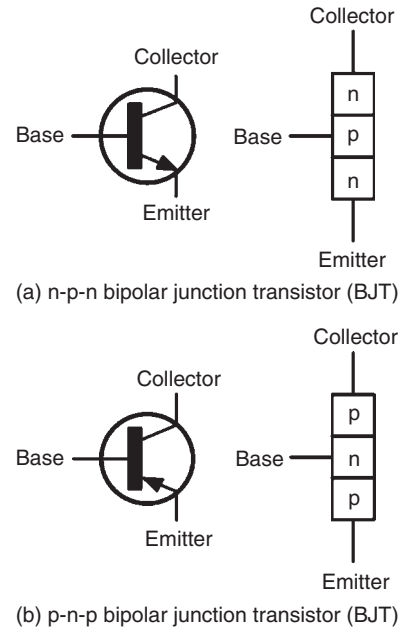 Collector
Collector
n
Base
Base
p
n
Emitter
Emitter
(a) n-p-n bipolar junction transistor (BJT)
Collector
Collector
p
Base
Base
n
p
Emitter
Emitter
(b) p-n-p bipolar junction transistor (BJT)